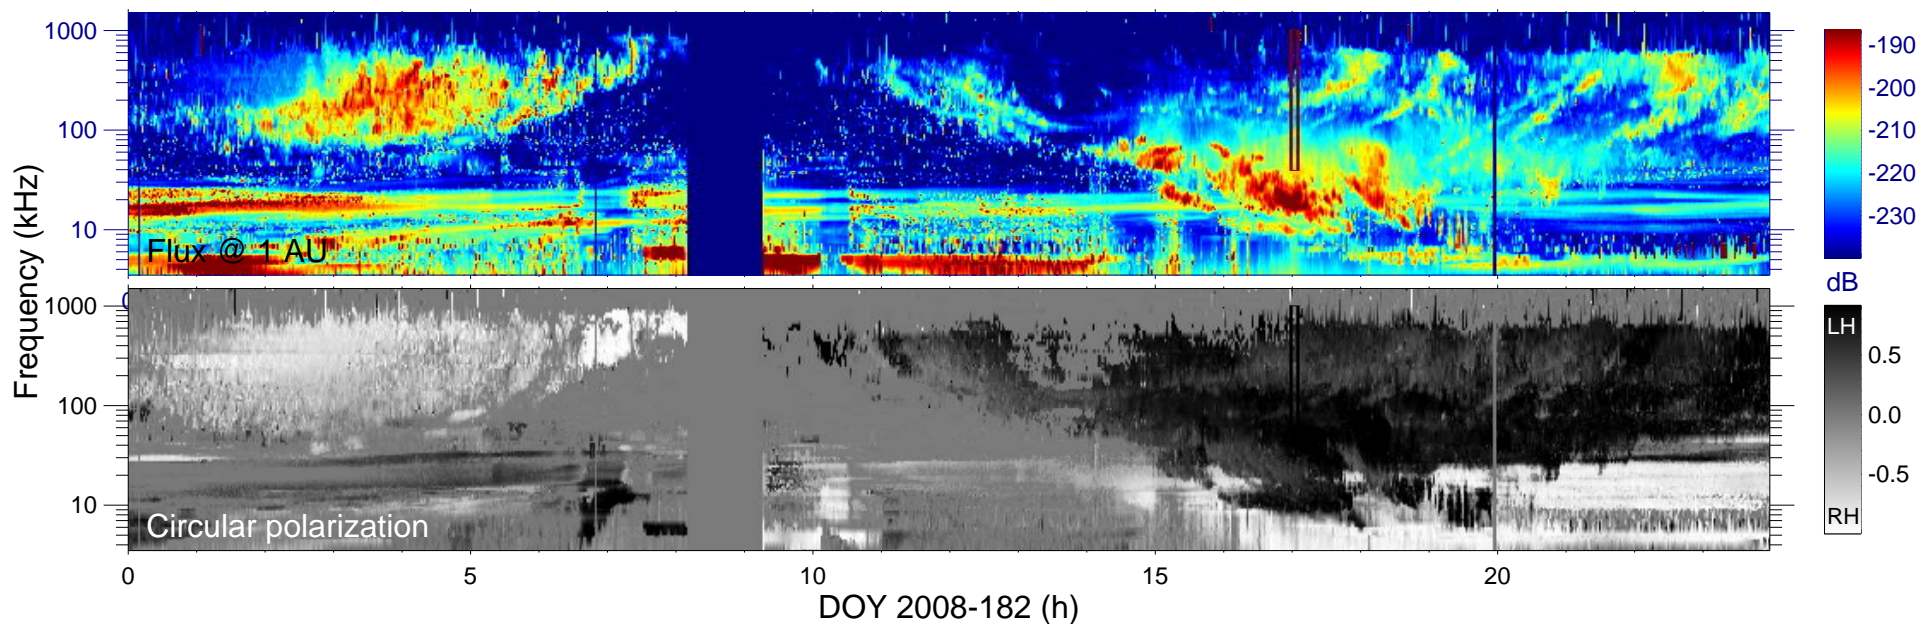 1000
100
10
Flux @ 1 AU
0
-190
-200
-210
-220
-230
dB
Frequency (kHz)
1000
100
10
Circular polarization
LH
0.5
0.0
-0.5
RH
0 5 10 15 20
DOY 2008-182 (h)